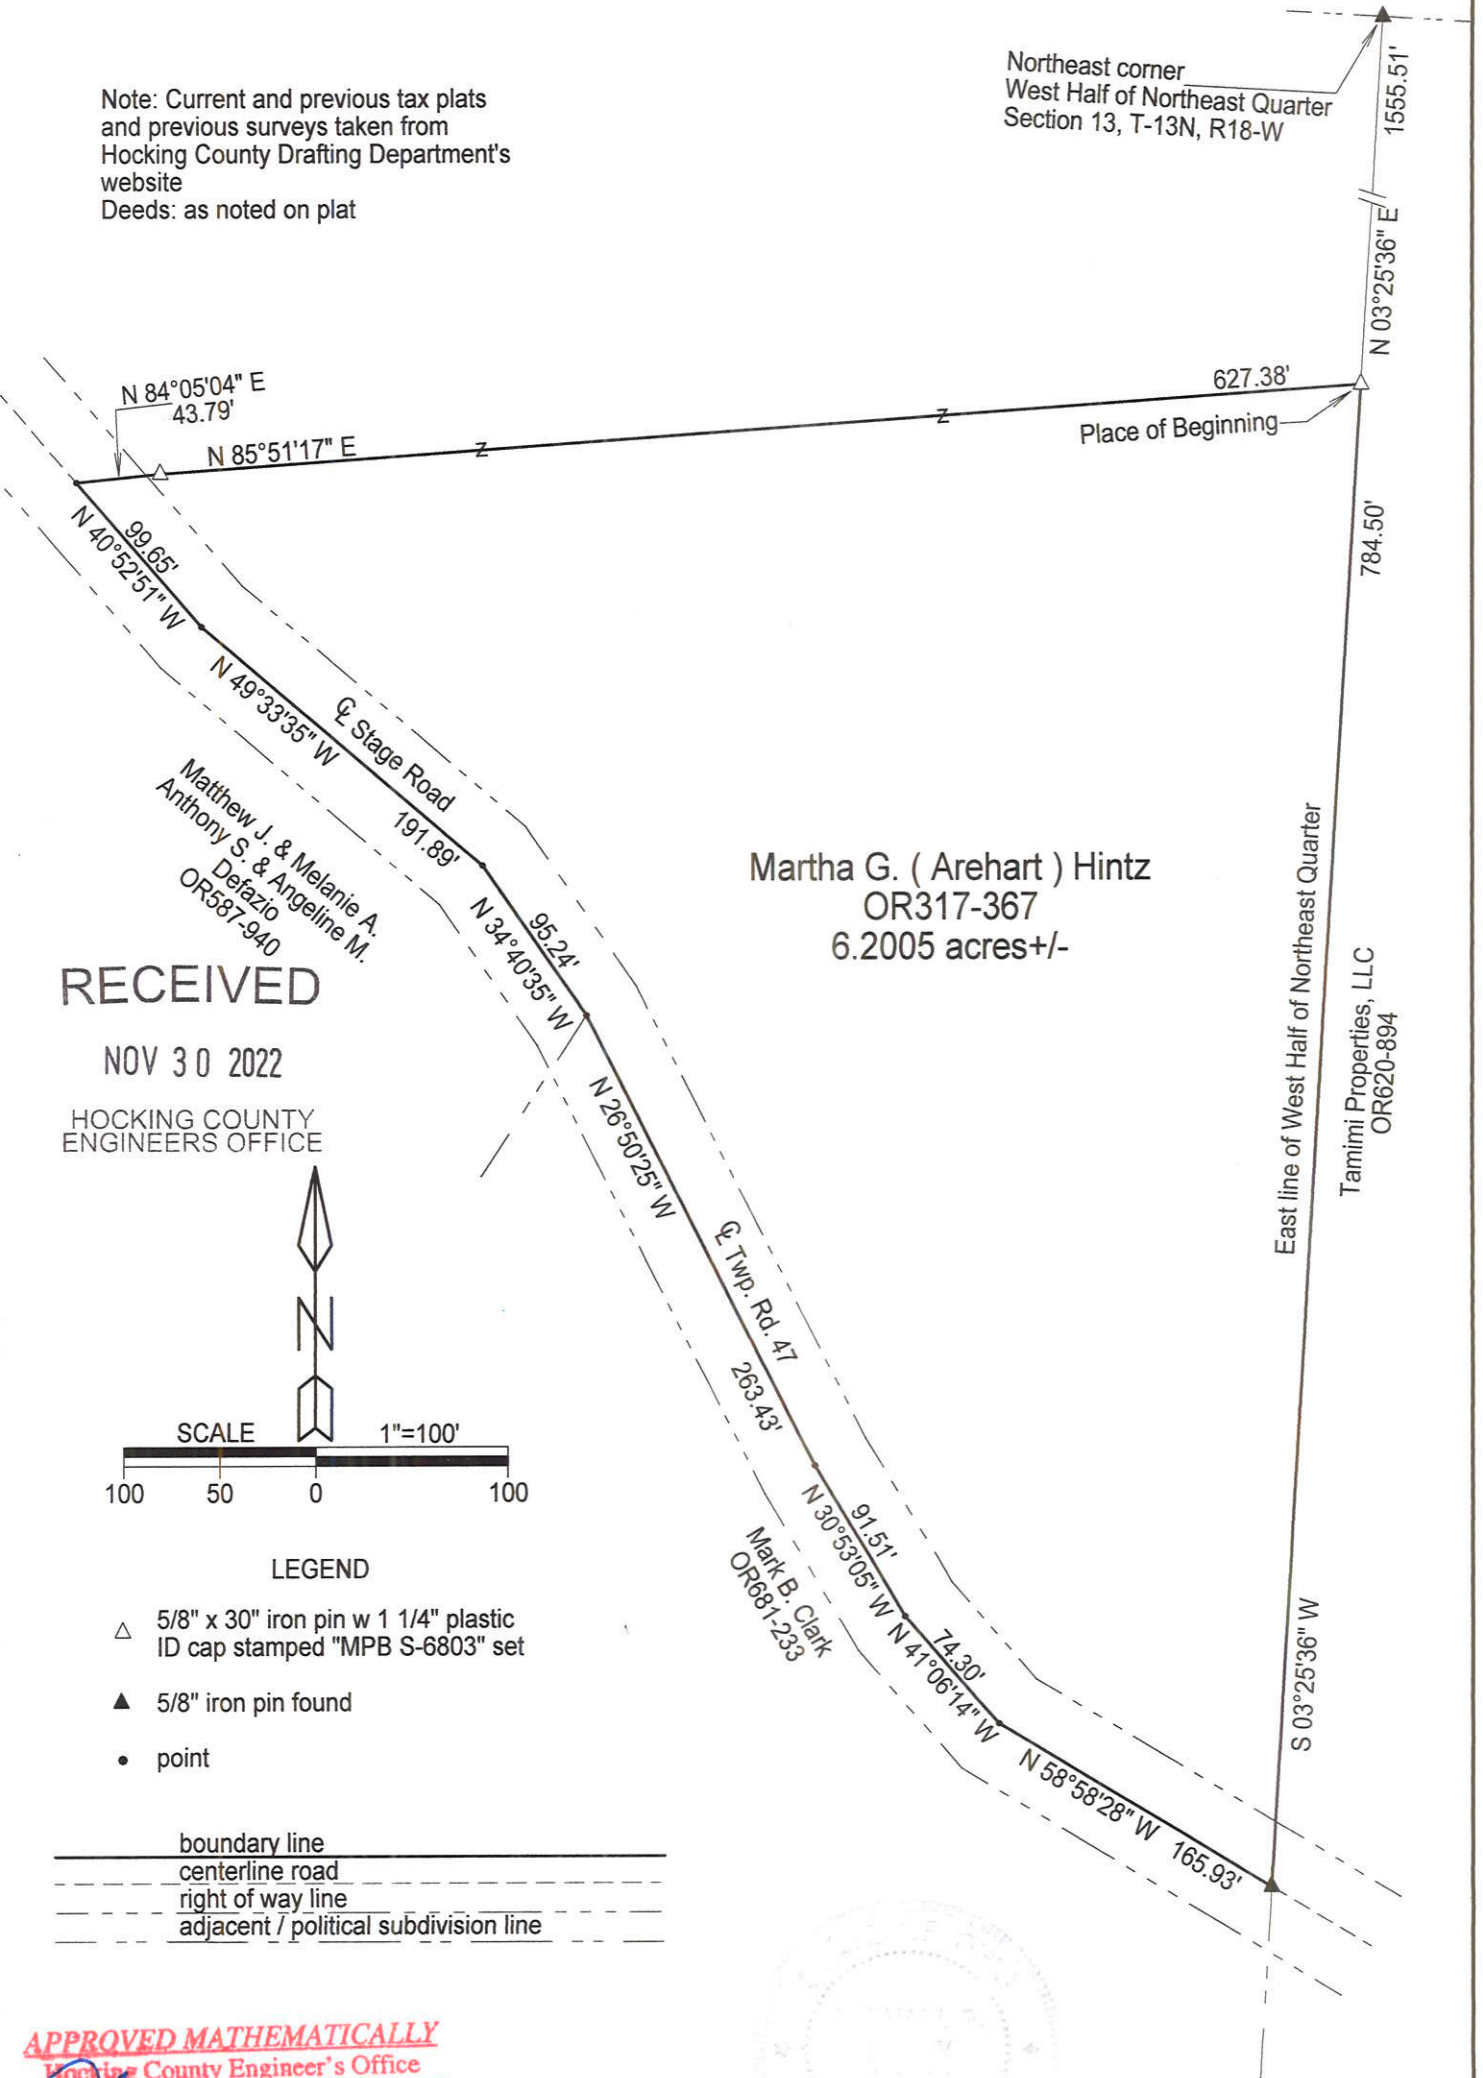 Northeast corner
West Half of Northeast Quarter
Section 13, T-13N, R18-W
1555.51'
N 03°25'36" E
Note: Current and previous tax plats
and previous surveys taken from
Hocking County Drafting Department's
website
Deeds: as noted on plat
N 84°05'04" E
43.79'
N 85°51'17" E
Z
Z
627.38'
Place of Beginning
784.50'
99.65'
N 40°52'51" W
N 49°33'35" W
℄ Stage Road
191.89'
Matthew J. & Melanie A.
Anthony S. & Angeline M.
Defazio
OR587-940
95.24'
N 34°40'35" W
Martha G. ( Arehart ) Hintz
OR317-367
6.2005 acres+/-
East line of West Half of Northeast Quarter
Tamimi Properties, LLC
OR620-894
RECEIVED
NOV 30 2022
HOCKING COUNTY
ENGINEERS OFFICE
N 26°50'25" W
℄ Twp. Rd. 47
263.43'
N
SCALE 1"=100'
100 50 0 100
91.51'
N 30°53'05" W
Mark B. Clark
OR681-233
74.30'
N 41°06'14" W
N 58°58'28" W
165.93'
S 03°25'36" W
LEGEND
5/8" x 30" iron pin w 1 1/4" plastic
ID cap stamped "MPB S-6803" set
5/8" iron pin found
point
boundary line
centerline road
right of way line
adjacent / political subdivision line
APPROVED MATHEMATICALLY
Hocking County Engineer's Office